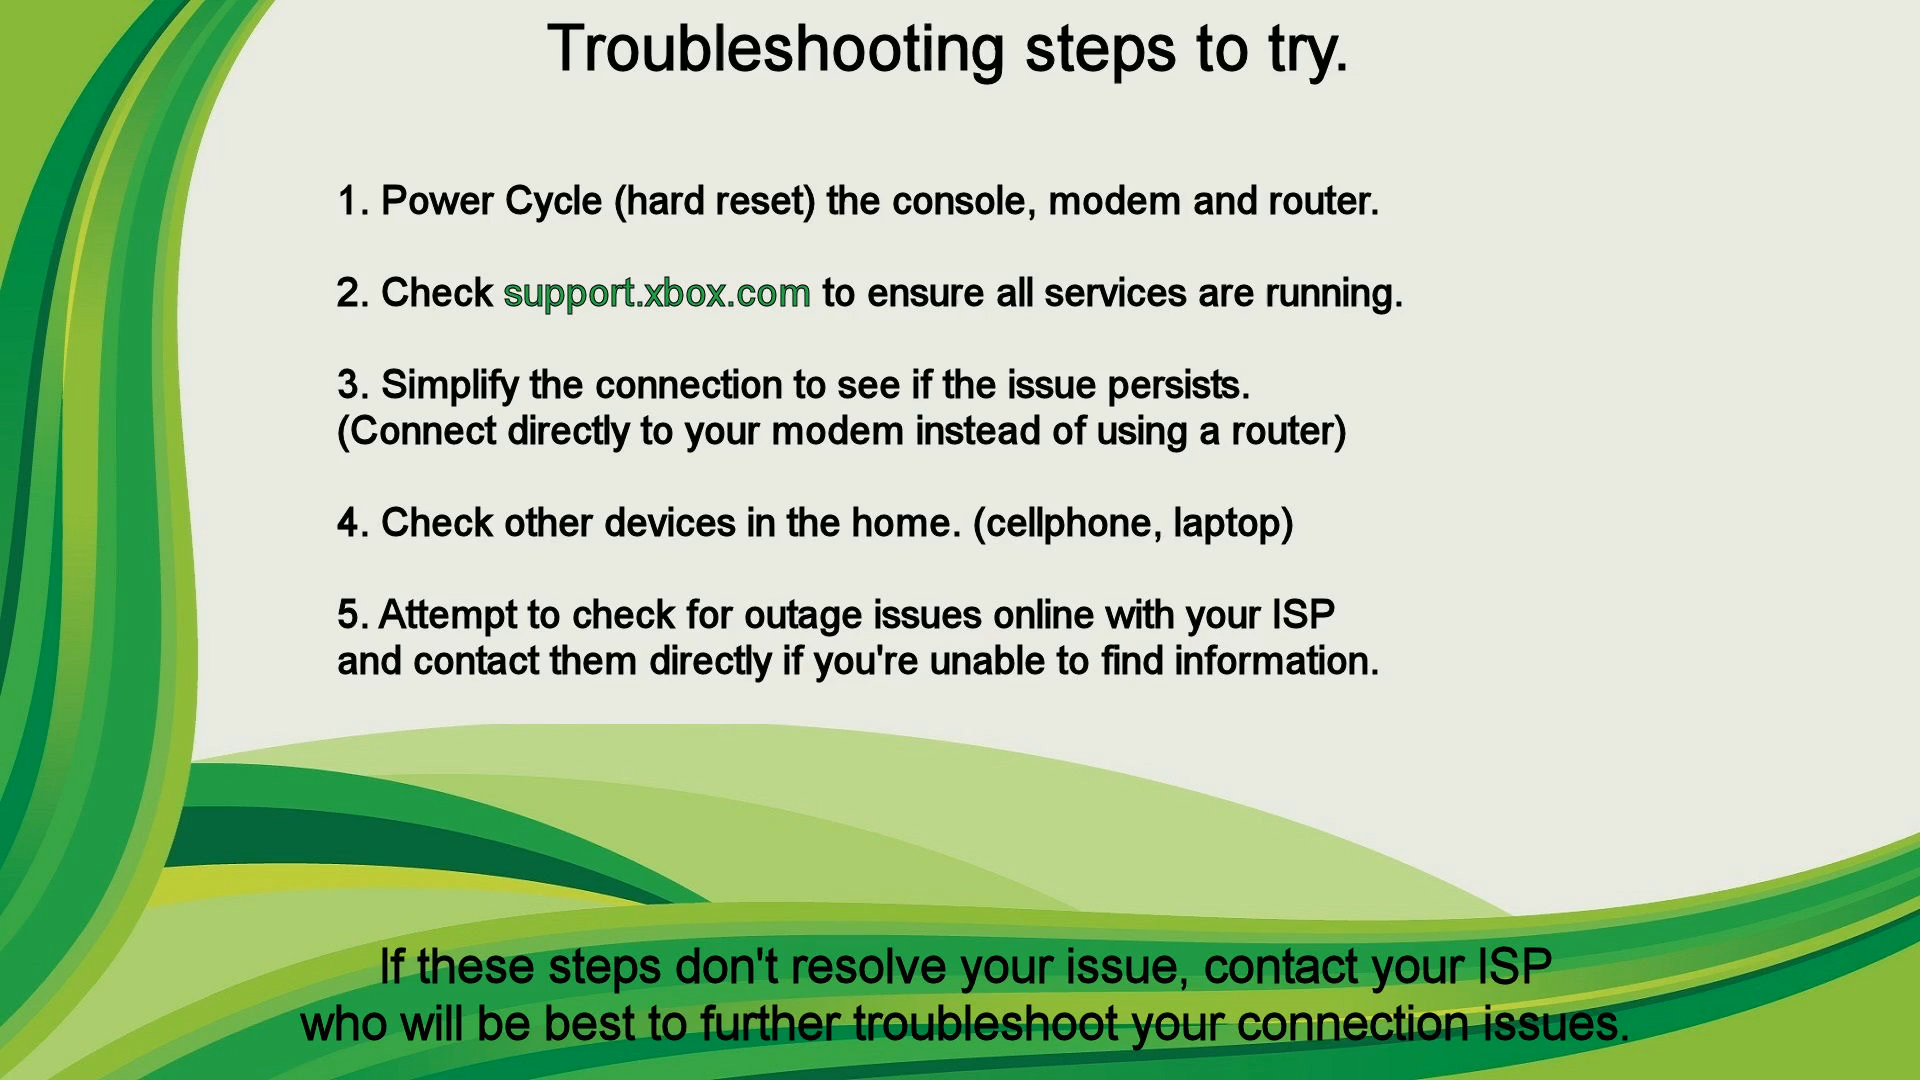 Troubleshooting steps to try.
1. Power Cycle (hard reset) the console, modem and router.
2. Check support.xbox.com to ensure all services are running.
3. Simplify the connection to see if the issue persists.
(Connect directly to your modem instead of using a router)
4. Check other devices in the home. (cellphone, laptop)
5. Attempt to check for outage issues online with your ISP
and contact them directly if you're unable to find information.
If these steps don't resolve your issue, contact your ISP
who will be best to further troubleshoot your connection issues.